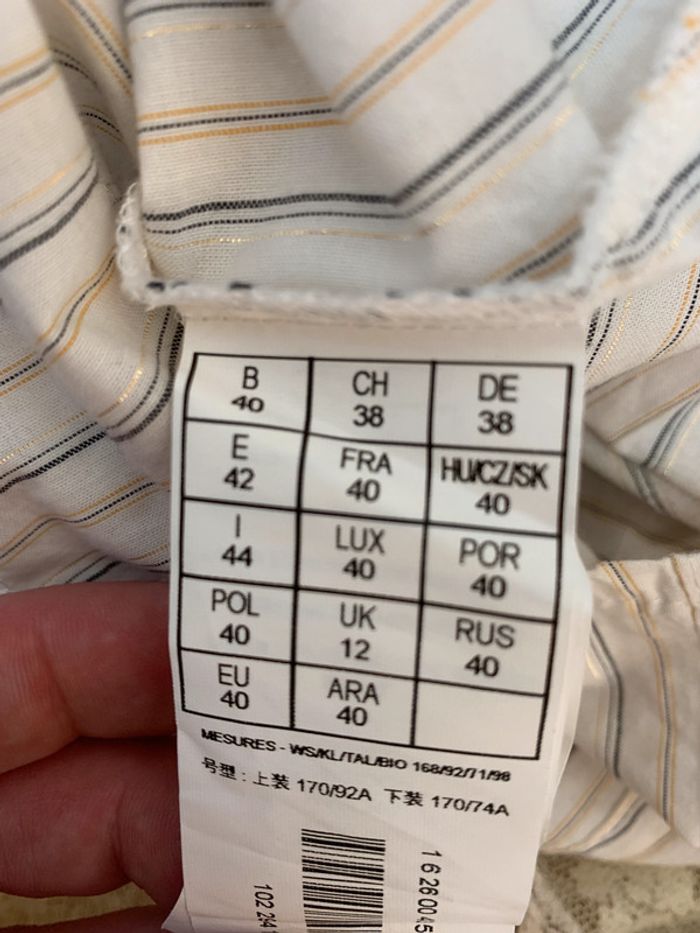 B CH DE
40 38 38
E FRA HU/CZ/SK
42 40 40
I LUX POR
44 40 40
POL UK RUS
40 12 40
EU ARA
40 40
MESURES - WS/KL/TAL/BIO 168/92/71/98
号型 : 上装 170/92A 下装 170/74A